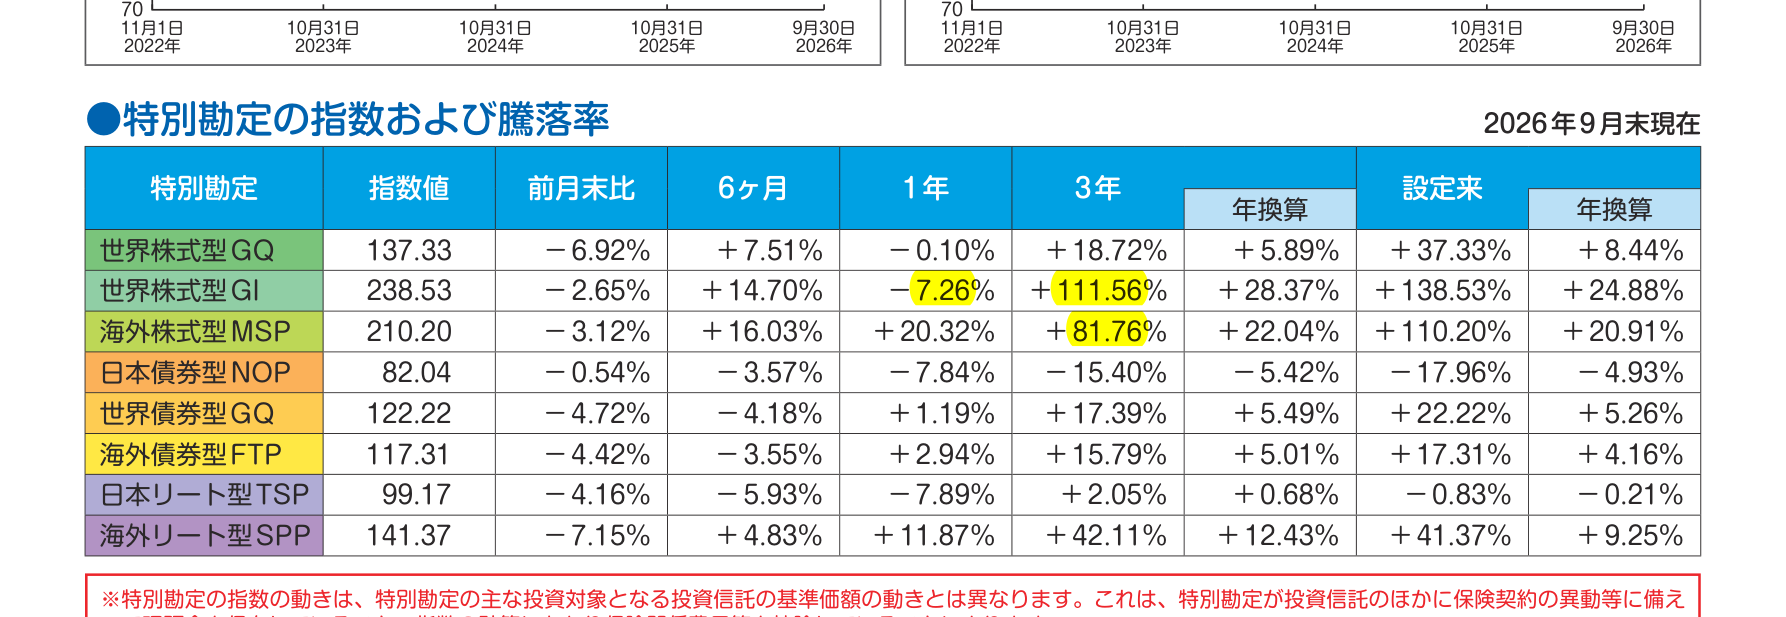 70 70
11月1日 10月31日 10月31日 10月31日 9月30日 11月1日 10月31日 10月31日 10月31日 9月30日
2022年 2023年 2024年 2025年 2026年 2022年 2023年 2024年 2025年 2026年
●特別勘定の指数および騰落率 2026年9月末現在
特別勘定 指数値 前月末比 6ヶ月 1年 3年 設定来
年換算 年換算
世界株式型GQ 137.33 −6.92% +7.51% −0.10% +18.72% +5.89% +37.33% +8.44%
世界株式型GI 238.53 −2.65% +14.70% −7.26% +111.56% +28.37% +138.53% +24.88%
海外株式型MSP 210.20 −3.12% +16.03% +20.32% +81.76% +22.04% +110.20% +20.91%
日本債券型NOP 82.04 −0.54% −3.57% −7.84% −15.40% −5.42% −17.96% −4.93%
世界債券型GQ 122.22 −4.72% −4.18% +1.19% +17.39% +5.49% +22.22% +5.26%
海外債券型FTP 117.31 −4.42% −3.55% +2.94% +15.79% +5.01% +17.31% +4.16%
日本リート型TSP 99.17 −4.16% −5.93% −7.89% +2.05% +0.68% −0.83% −0.21%
海外リート型SPP 141.37 −7.15% +4.83% +11.87% +42.11% +12.43% +41.37% +9.25%
※特別勘定の指数の動きは、特別勘定の主な投資対象となる投資信託の基準価額の動きとは異なります。これは、特別勘定が投資信託のほかに保険契約の異動等に備え